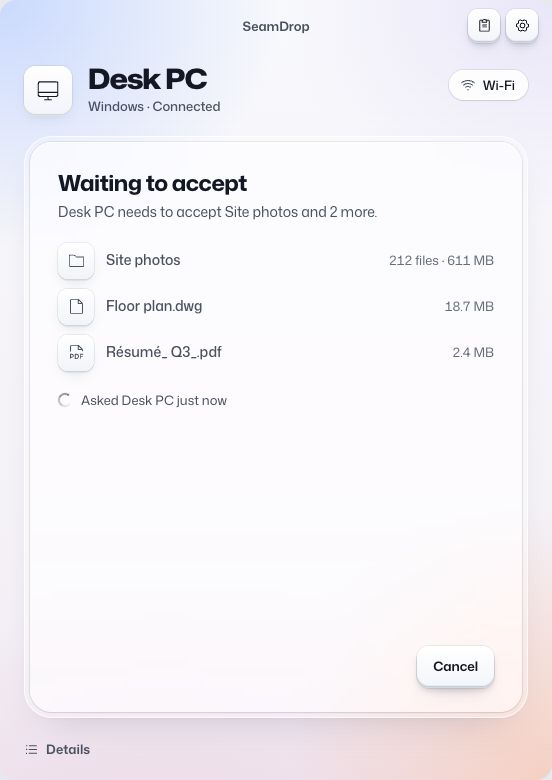 SeamDrop
Desk PC
Windows · Connected
Wi-Fi
Waiting to accept
Desk PC needs to accept Site photos and 2 more.
Site photos
212 files · 611 MB
Floor plan.dwg
18.7 MB
PDF
Résumé_ Q3_.pdf
2.4 MB
Asked Desk PC just now
Cancel
Details